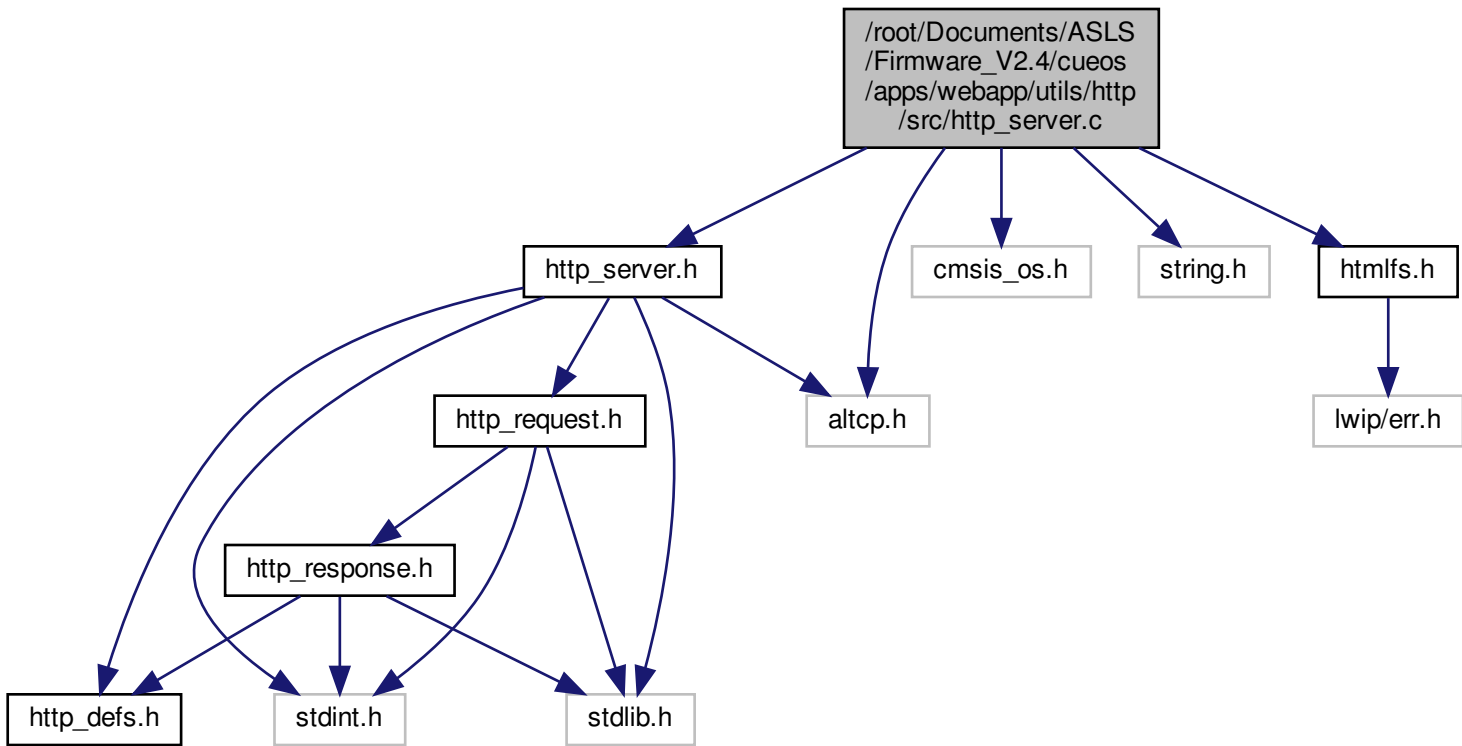 /root/Documents/ASLS
/Firmware_V2.4/cueos
/apps/webapp/utils/http
/src/http_server.c
http_server.h
cmsis_os.h
string.h
htmlfs.h
http_request.h
altcp.h
lwip/err.h
http_response.h
http_defs.h
stdint.h
stdlib.h